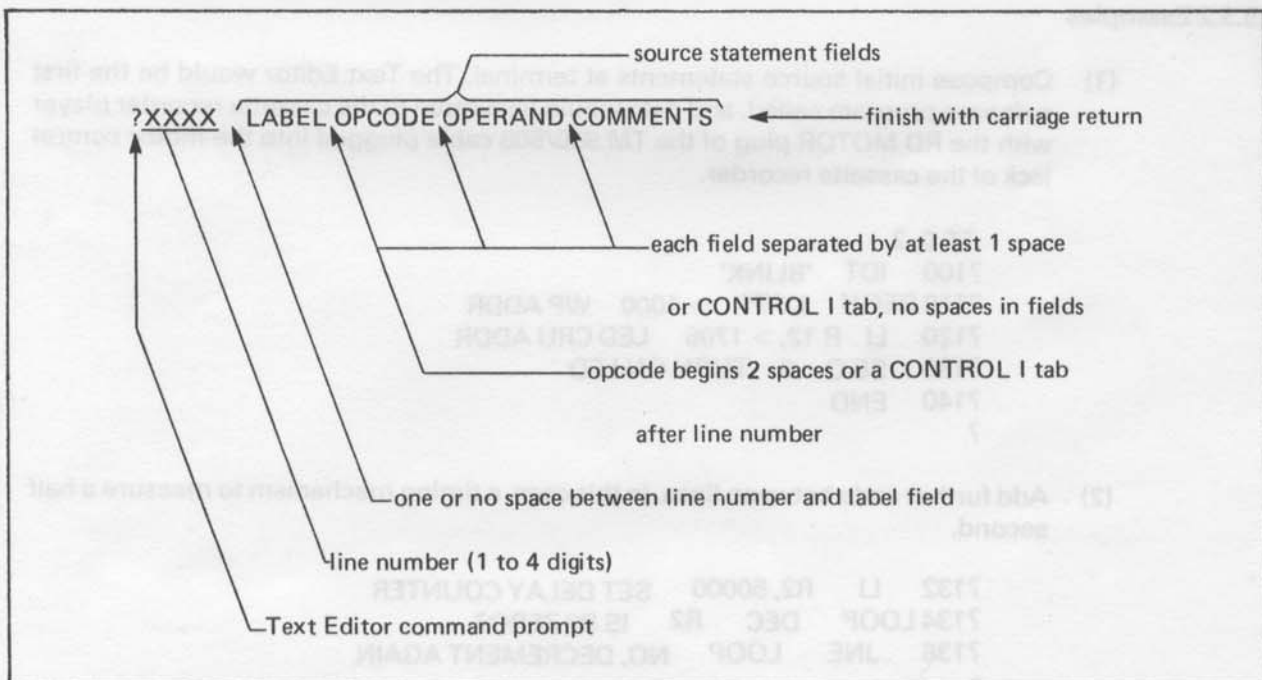 source statement fields
?XXXX LABEL OPCODE OPERAND COMMENTS
finish with carriage return
each field separated by at least 1 space
or CONTROL I tab, no spaces in fields
opcode begins 2 spaces or a CONTROL I tab
after line number
one or no space between line number and label field
line number (1 to 4 digits)
Text Editor command prompt